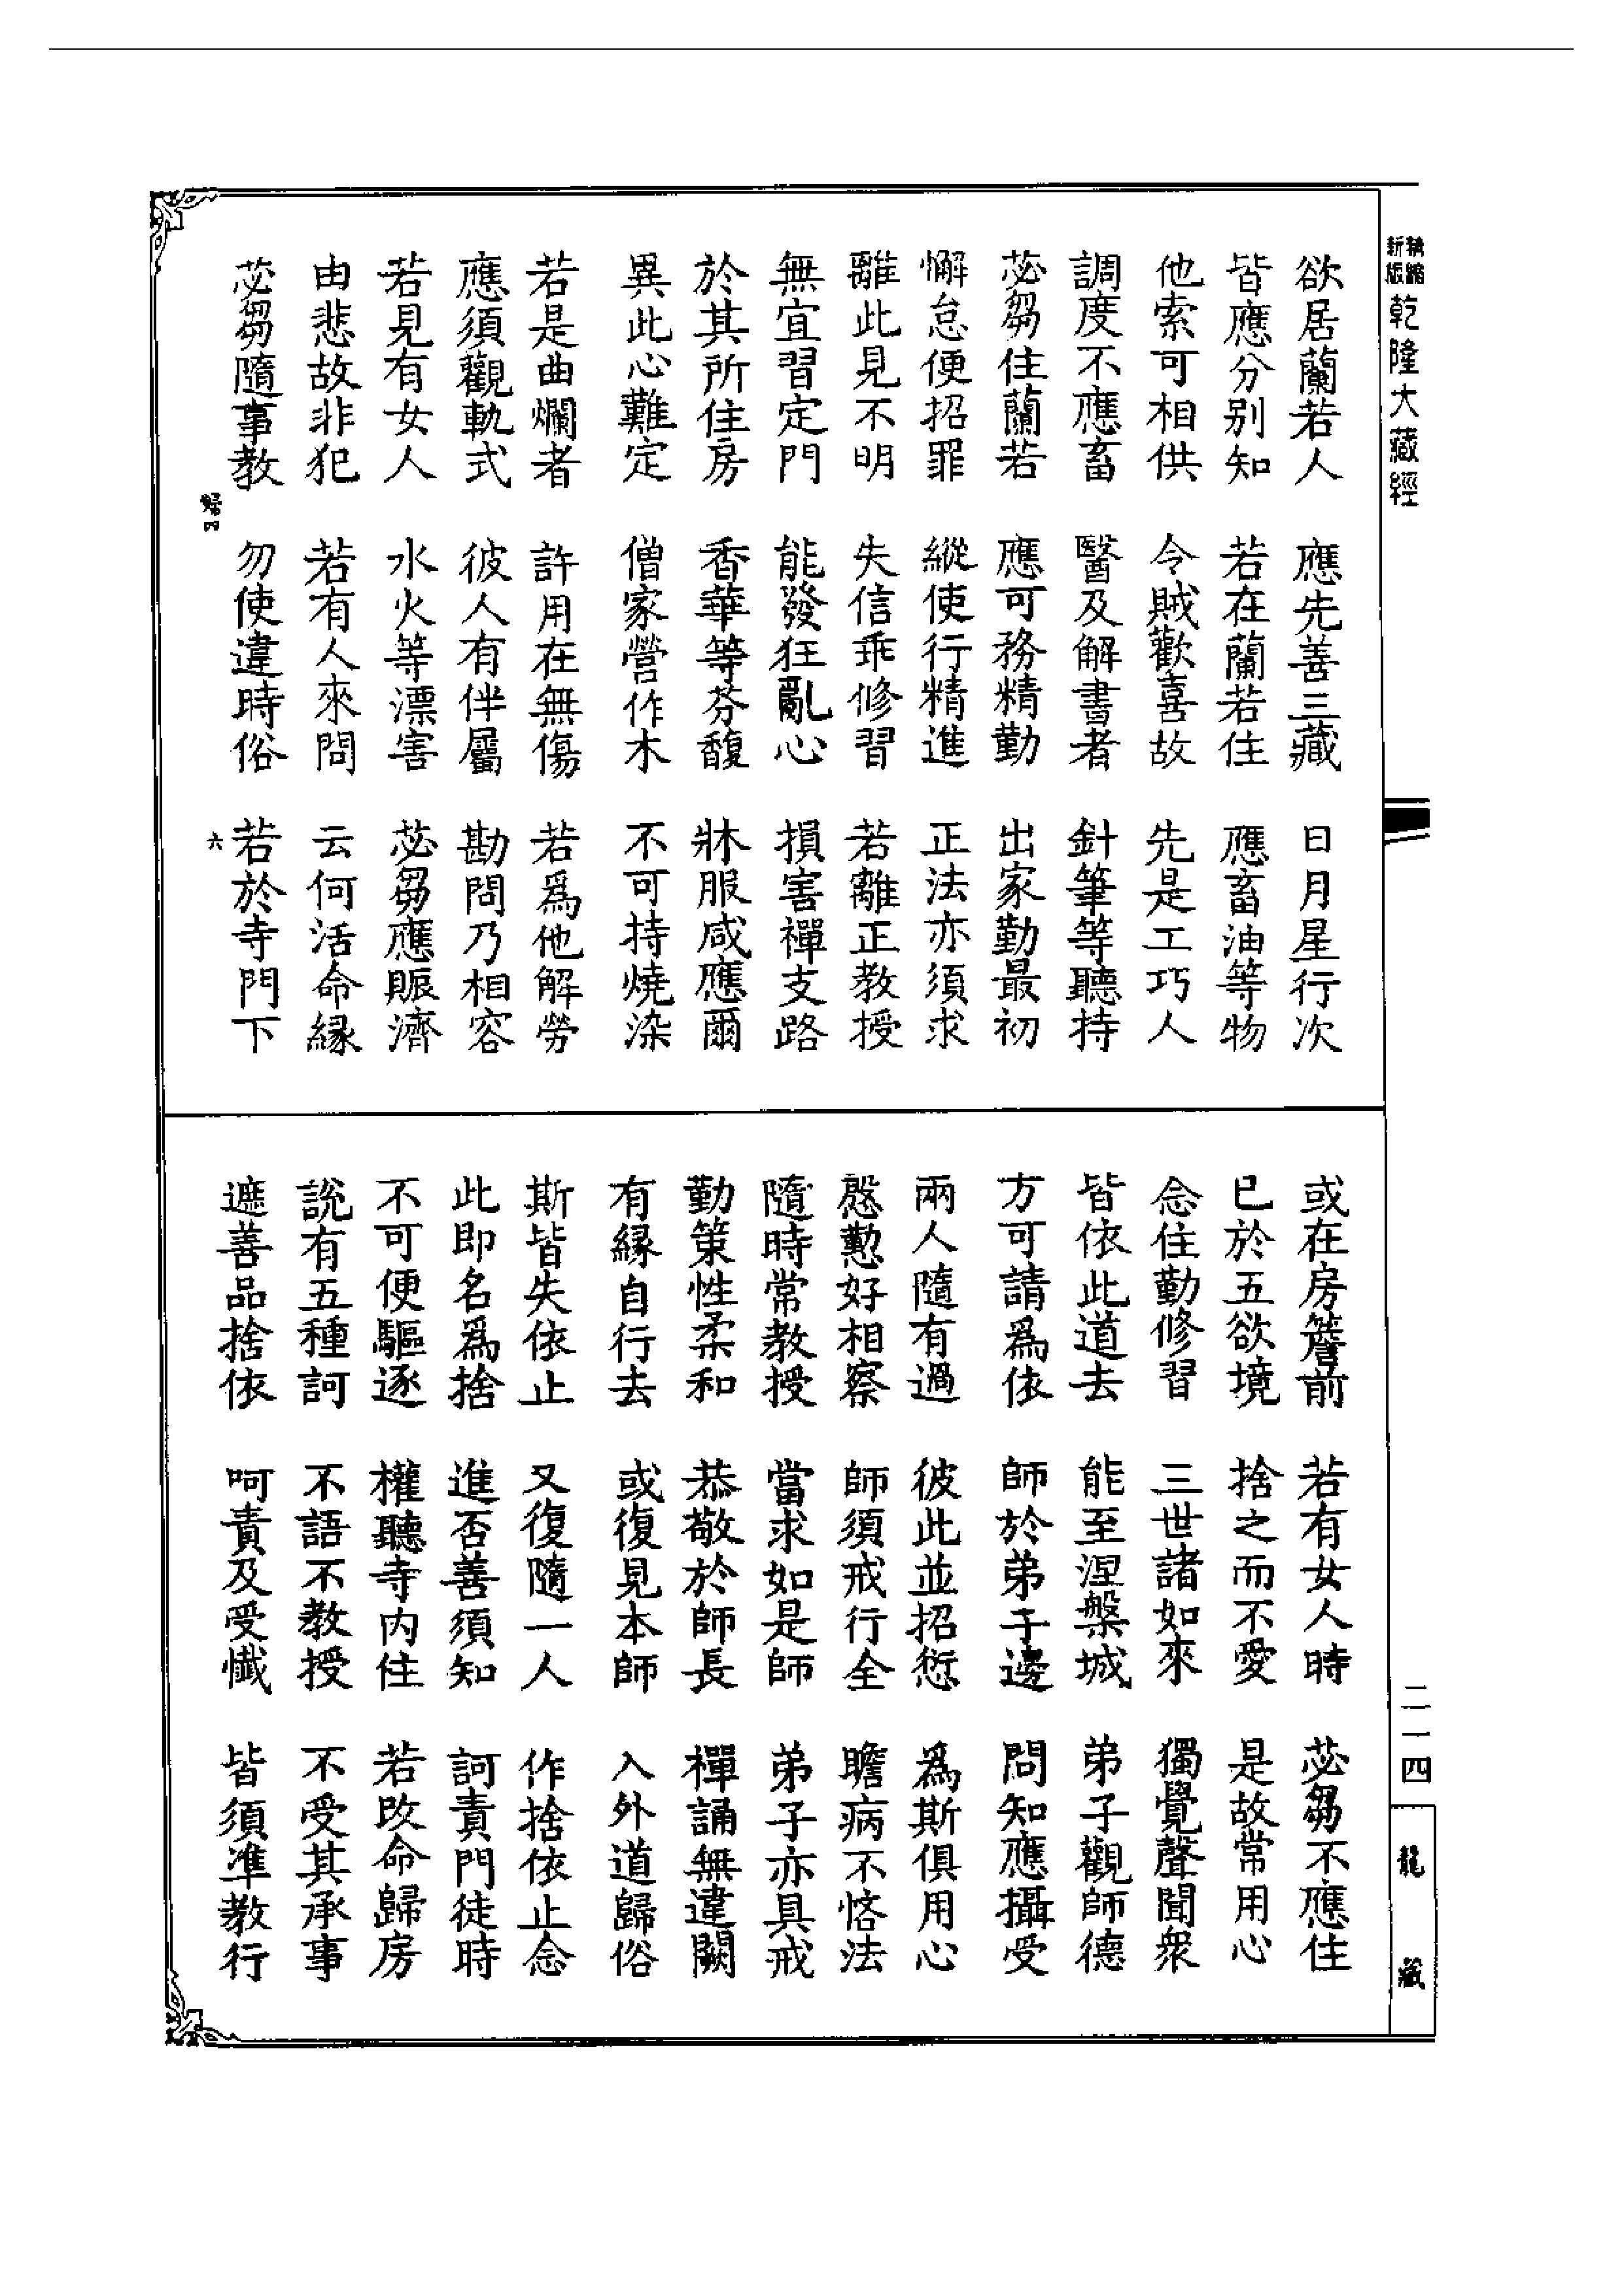 精縮新版乾隆大藏經
欲居蘭若人　應先善三藏　日月星行次
皆應分别知　若在蘭若住　應畜油等物
他索可相供　令賊歡喜故　先是工巧人
調度不應畜　醫及解書者　針筆等聽持
苾芻住蘭若　應可務精勤　出家勤最初
懈怠便招罪　縱使行精進　正法亦須求
離此見不明　失信乖修習　若離正教授
無宜習定門　能發狂亂心　損害禪支路
於其所住房　香華等芬馥　牀服咸應爾
異此心難定　僧家營作木　不可持燒染
若是曲爛者　許用在無傷　若爲他解勞
應須觀軌式　彼人有伴屬　勘問乃相容
若見有女人　水火等漂害　苾芻應賑濟
由悲故非犯　若有人來問　云何活命緣
苾芻隨事教　勿使違時俗　若於寺門下
歸四　六
或在房簷前　若有女人時　苾芻不應住
已於五欲境　捨之而不愛　是故常用心
念住勤修習　三世諸如來　獨覺聲聞衆
皆依此道去　能至涅槃城　弟子觀師德
方可請爲依　師於弟子邊　問知應攝受
兩人隨有過　彼此並招愆　爲斯俱用心
慇懃好相察　師須戒行全　瞻病不悋法
隨時常教授　當求如是師　弟子亦具戒
勤策性柔和　恭敬於師長　禪誦無違闕
有緣自行去　或復見本師　入外道歸俗
斯皆失依止　又復隨一人　作捨依止念
此即名爲捨　進否善須知　訶責門徒時
不可便驅逐　權聽寺内住　若改命歸房
說有五種訶　不語不教授　不受其承事
遮善品捨依　呵責及受懺　皆須準教行
二一四
龍藏